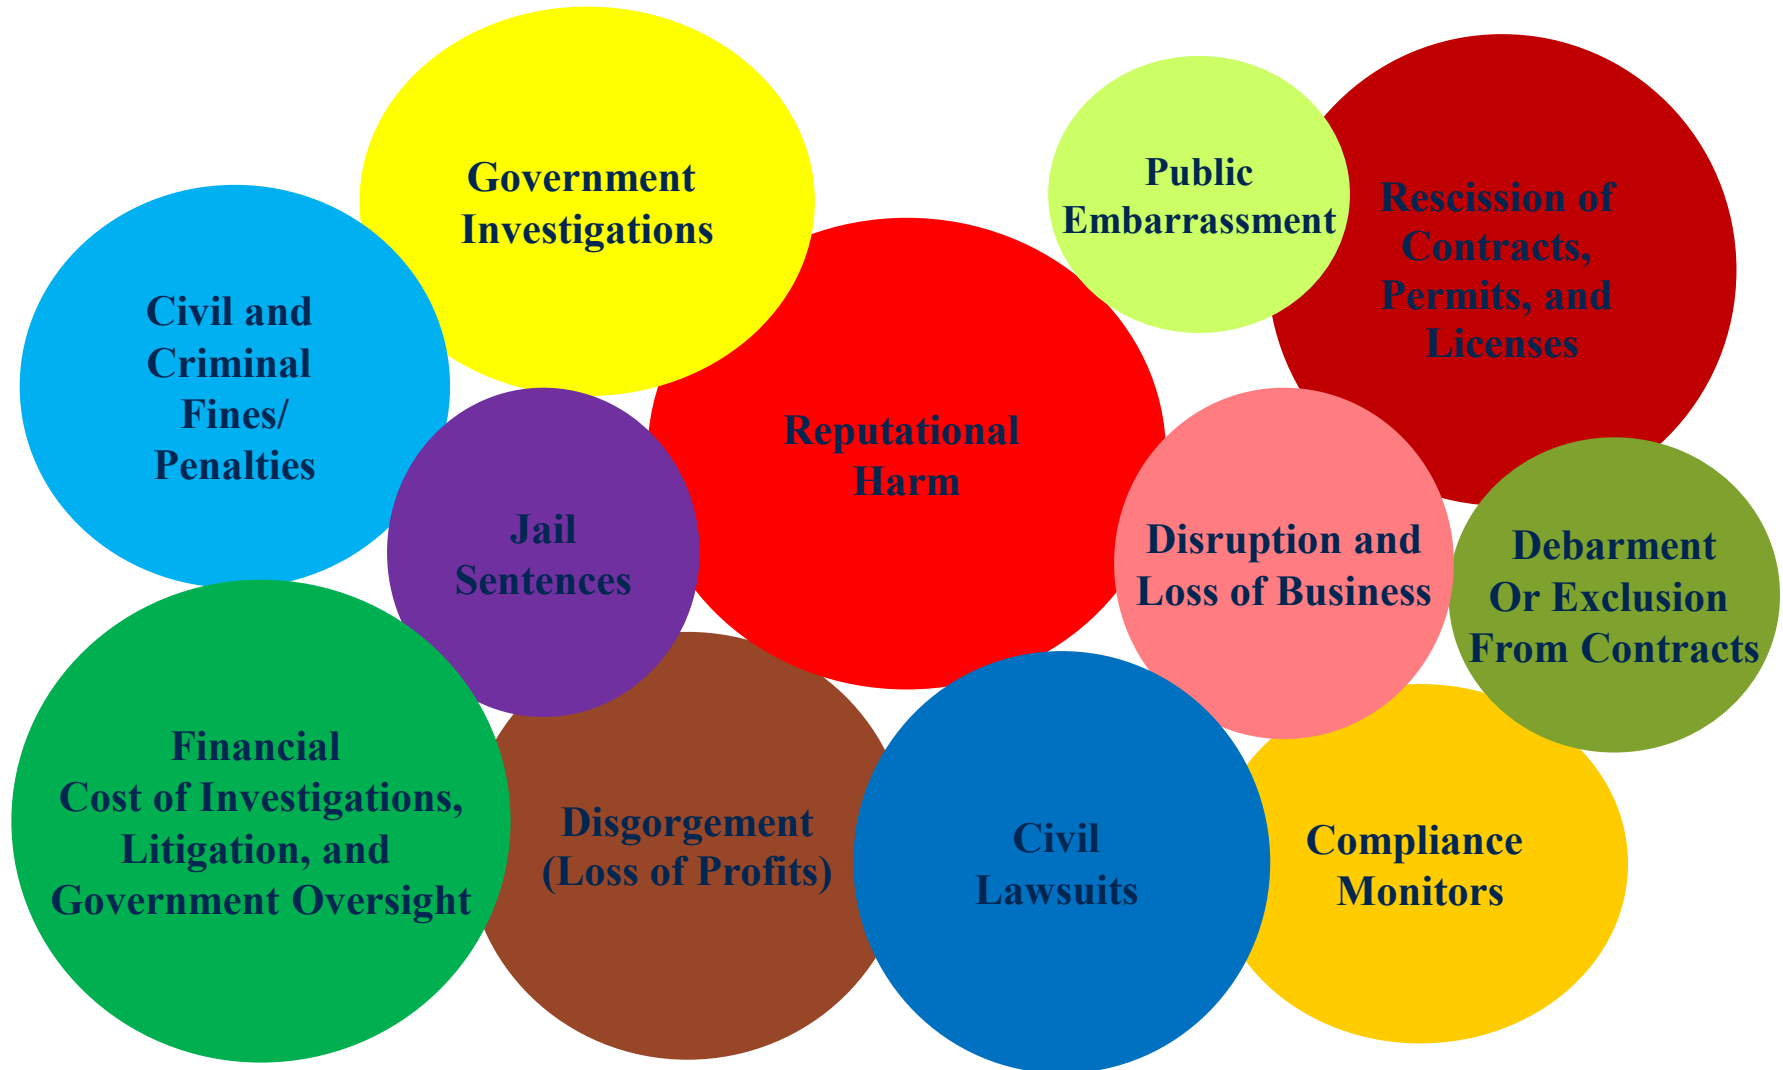 Government
Investigations
Public
Embarrassment
Rescission of
Contracts,
Permits, and
Licenses
Civil and
Criminal
Fines/
Penalties
Reputational
Harm
Jail
Sentences
Disruption and
Loss of Business
Debarment
Or Exclusion
From Contracts
Financial
Cost of Investigations,
Litigation, and
Government Oversight
Disgorgement
(Loss of Profits)
Civil
Lawsuits
Compliance
Monitors